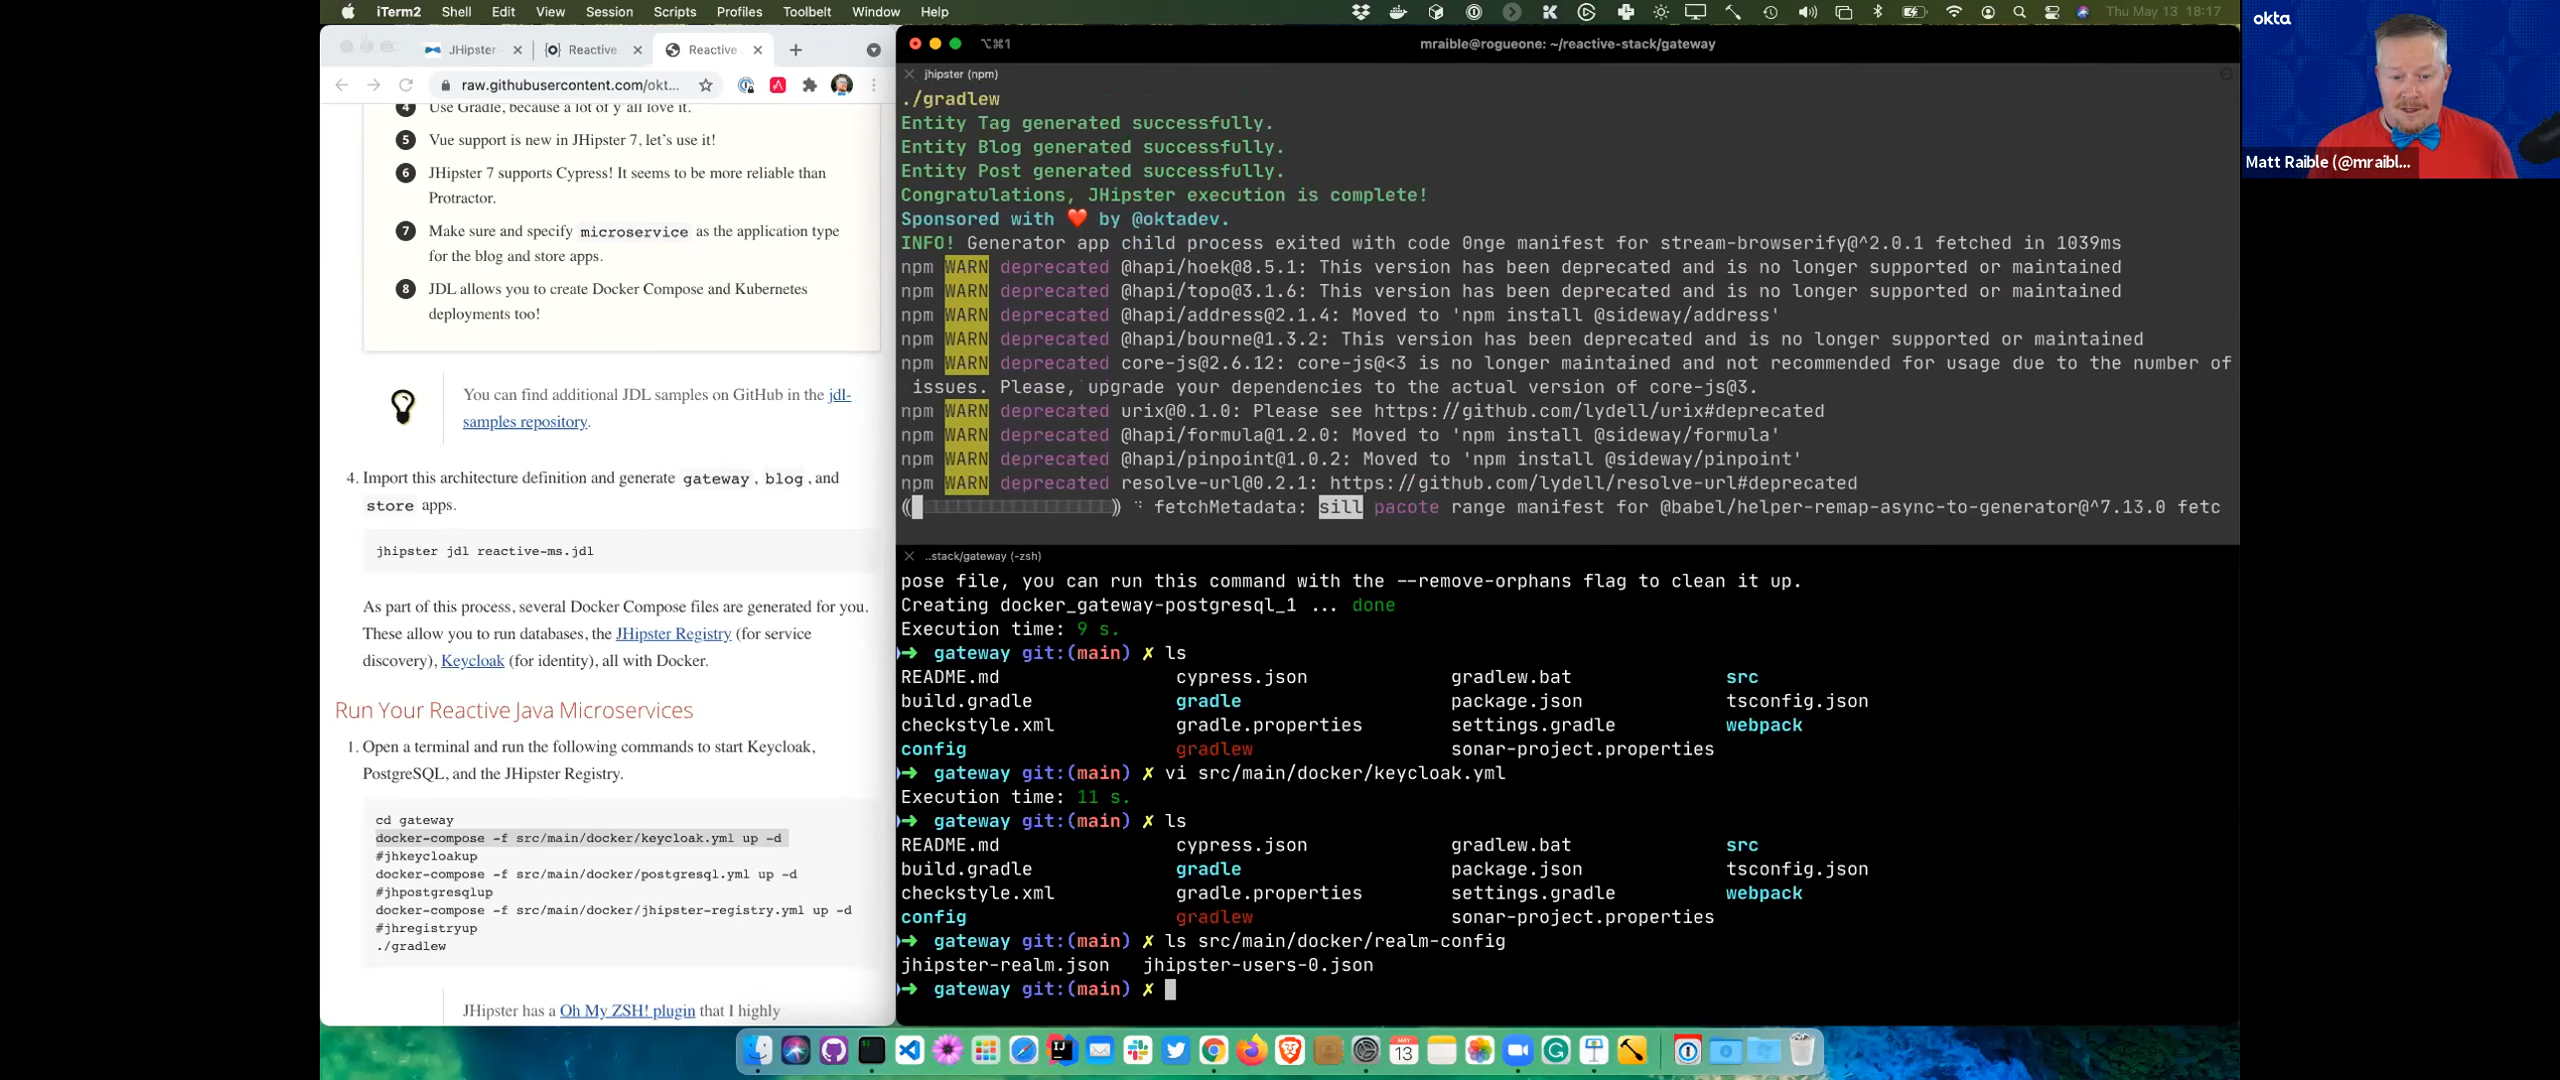 iTerm2 Shell Edit View Session Scripts Profiles Toolbelt Window Help
Thu May 13 18:17
okta
JHipster
Reactive
Reactive
raw.githubusercontent.com/okt...
⌥⌘1
mraible@rogueone: ~/reactive-stack/gateway
Matt Raible (@mraibl...
4 Use Gradle, because a lot of y'all love it.
5 Vue support is new in JHipster 7, let's use it!
6 JHipster 7 supports Cypress! It seems to be more reliable than
Protractor.
7 Make sure and specify microservice as the application type
for the blog and store apps.
8 JDL allows you to create Docker Compose and Kubernetes
deployments too!
You can find additional JDL samples on GitHub in the jdl-
samples repository.
4. Import this architecture definition and generate gateway, blog, and
store apps.
jhipster jdl reactive-ms.jdl
As part of this process, several Docker Compose files are generated for you.
These allow you to run databases, the JHipster Registry (for service
discovery), Keycloak (for identity), all with Docker.
Run Your Reactive Java Microservices
1. Open a terminal and run the following commands to start Keycloak,
PostgreSQL, and the JHipster Registry.
cd gateway
docker-compose -f src/main/docker/keycloak.yml up -d
#jhkeycloakup
docker-compose -f src/main/docker/postgresql.yml up -d
#jhpostgresqlup
docker-compose -f src/main/docker/jhipster-registry.yml up -d
#jhregistryup
./gradlew
JHipster has a Oh My ZSH! plugin that I highly
jhipster (npm)
./gradlew
Entity Tag generated successfully.
Entity Blog generated successfully.
Entity Post generated successfully.
Congratulations, JHipster execution is complete!
Sponsored with ❤️ by @oktadev.
INFO! Generator app child process exited with code 0nge manifest for stream-browserify@^2.0.1 fetched in 1039ms
npm WARN deprecated @hapi/hoek@8.5.1: This version has been deprecated and is no longer supported or maintained
npm WARN deprecated @hapi/topo@3.1.6: This version has been deprecated and is no longer supported or maintained
npm WARN deprecated @hapi/address@2.1.4: Moved to 'npm install @sideway/address'
npm WARN deprecated @hapi/bourne@1.3.2: This version has been deprecated and is no longer supported or maintained
npm WARN deprecated core-js@2.6.12: core-js@<3 is no longer maintained and not recommended for usage due to the number of
issues. Please, upgrade your dependencies to the actual version of core-js@3.
npm WARN deprecated urix@0.1.0: Please see https://github.com/lydell/urix#deprecated
npm WARN deprecated @hapi/formula@1.2.0: Moved to 'npm install @sideway/formula'
npm WARN deprecated @hapi/pinpoint@1.0.2: Moved to 'npm install @sideway/pinpoint'
npm WARN deprecated resolve-url@0.2.1: https://github.com/lydell/resolve-url#deprecated
fetchMetadata: sill pacote range manifest for @babel/helper-remap-async-to-generator@^7.13.0 fetc
..stack/gateway (-zsh)
pose file, you can run this command with the --remove-orphans flag to clean it up.
Creating docker_gateway-postgresql_1 ... done
Execution time: 9 s.
➜ gateway git:(main) ✗ ls
README.md cypress.json gradlew.bat src
build.gradle gradle package.json tsconfig.json
checkstyle.xml gradle.properties settings.gradle webpack
config gradlew sonar-project.properties
➜ gateway git:(main) ✗ vi src/main/docker/keycloak.yml
Execution time: 11 s.
➜ gateway git:(main) ✗ ls
README.md cypress.json gradlew.bat src
build.gradle gradle package.json tsconfig.json
checkstyle.xml gradle.properties settings.gradle webpack
config gradlew sonar-project.properties
➜ gateway git:(main) ✗ ls src/main/docker/realm-config
jhipster-realm.json jhipster-users-0.json
➜ gateway git:(main) ✗
MAY
13